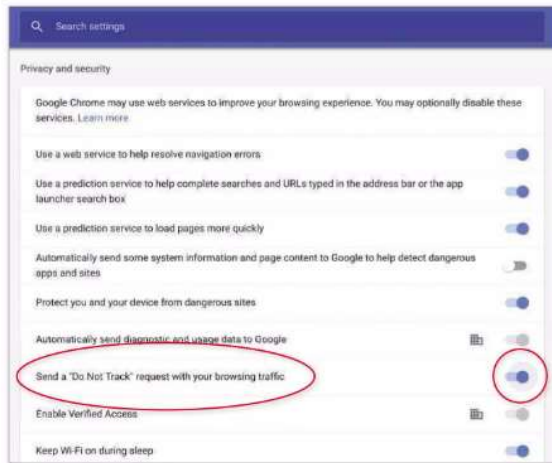 Search settings
Privacy and security
Google Chrome may use web services to improve your browsing experience. You may optionally disable these
services. Learn more
Use a web service to help resolve navigation errors
Use a prediction service to help complete searches and URLs typed in the address bar or the app
launcher search box
Use a prediction service to load pages more quickly
Automatically send some system information and page content to Google to help detect dangerous
apps and sites
Protect you and your device from dangerous sites
Automatically send diagnostic and usage data to Google
Send a "Do Not Track" request with your browsing traffic
Enable Verified Access
Keep Wi-Fi on during sleep